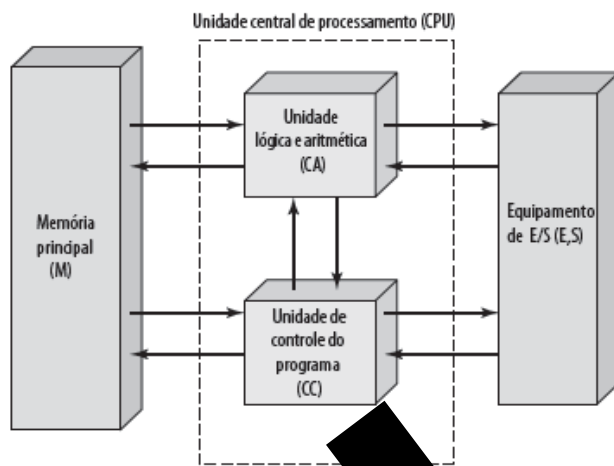 Unidade central de processamento (CPU)
Memória
principal
(M)
Unidade
lógica e aritmética
(CA)
Unidade de
controle do
programa
(CC)
Equipamento
de E/S (E,S)